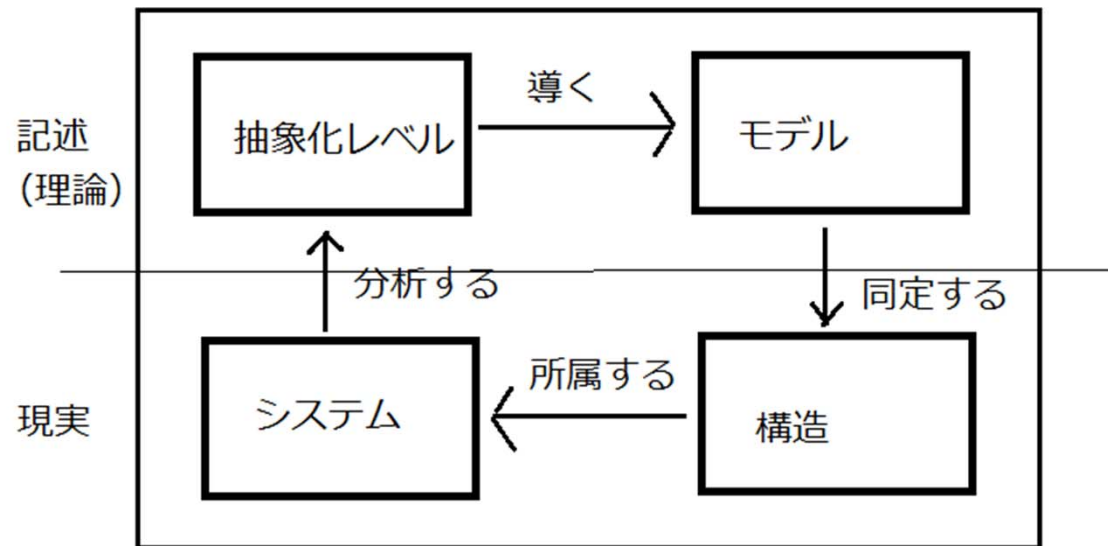 記述
（理論）
抽象化レベル
導く
モデル
分析する
同定する
現実
システム
所属する
構造